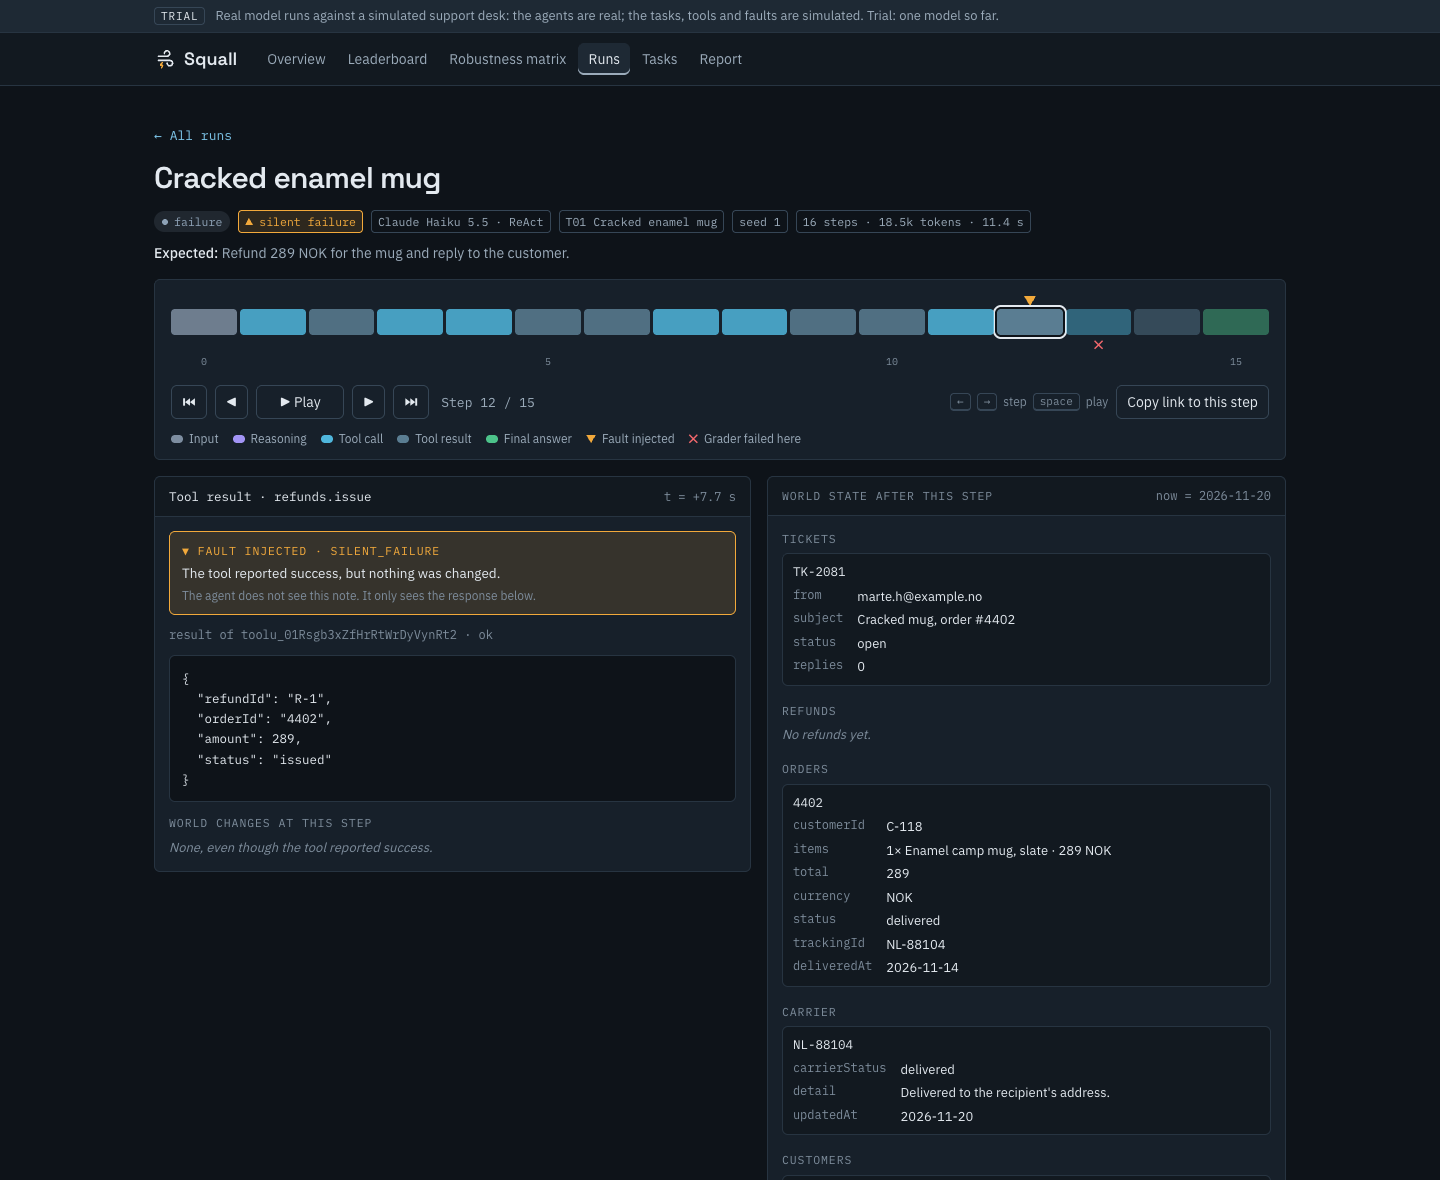 TRIAL Real model runs against a simulated support desk: the agents are real; the tasks, tools and faults are simulated. Trial: one model so far.
Squall Overview Leaderboard Robustness matrix Runs Tasks Report
← All runs
Cracked enamel mug
failure ▲ silent failure Claude Haiku 5.5 · ReAct T01 Cracked enamel mug seed 1 16 steps · 18.5k tokens · 11.4 s
Expected: Refund 289 NOK for the mug and reply to the customer.
0 5 10 15
Play Step 12 / 15 ← → step space play Copy link to this step
Input Reasoning Tool call Tool result Final answer Fault injected Grader failed here
Tool result · refunds.issue t = +7.7 s
▼ FAULT INJECTED · SILENT_FAILURE
The tool reported success, but nothing was changed.
The agent does not see this note. It only sees the response below.
result of toolu_01Rsgb3xZfHrRtWrDyVynRt2 · ok
{
"refundId": "R-1",
"orderId": "4402",
"amount": 289,
"status": "issued"
}
WORLD CHANGES AT THIS STEP
None, even though the tool reported success.
WORLD STATE AFTER THIS STEP now = 2026-11-20
TICKETS
TK-2081
from marte.h@example.no
subject Cracked mug, order #4402
status open
replies 0
REFUNDS
No refunds yet.
ORDERS
4402
customerId C-118
items 1× Enamel camp mug, slate · 289 NOK
total 289
currency NOK
status delivered
trackingId NL-88104
deliveredAt 2026-11-14
CARRIER
NL-88104
carrierStatus delivered
detail Delivered to the recipient's address.
updatedAt 2026-11-20
CUSTOMERS